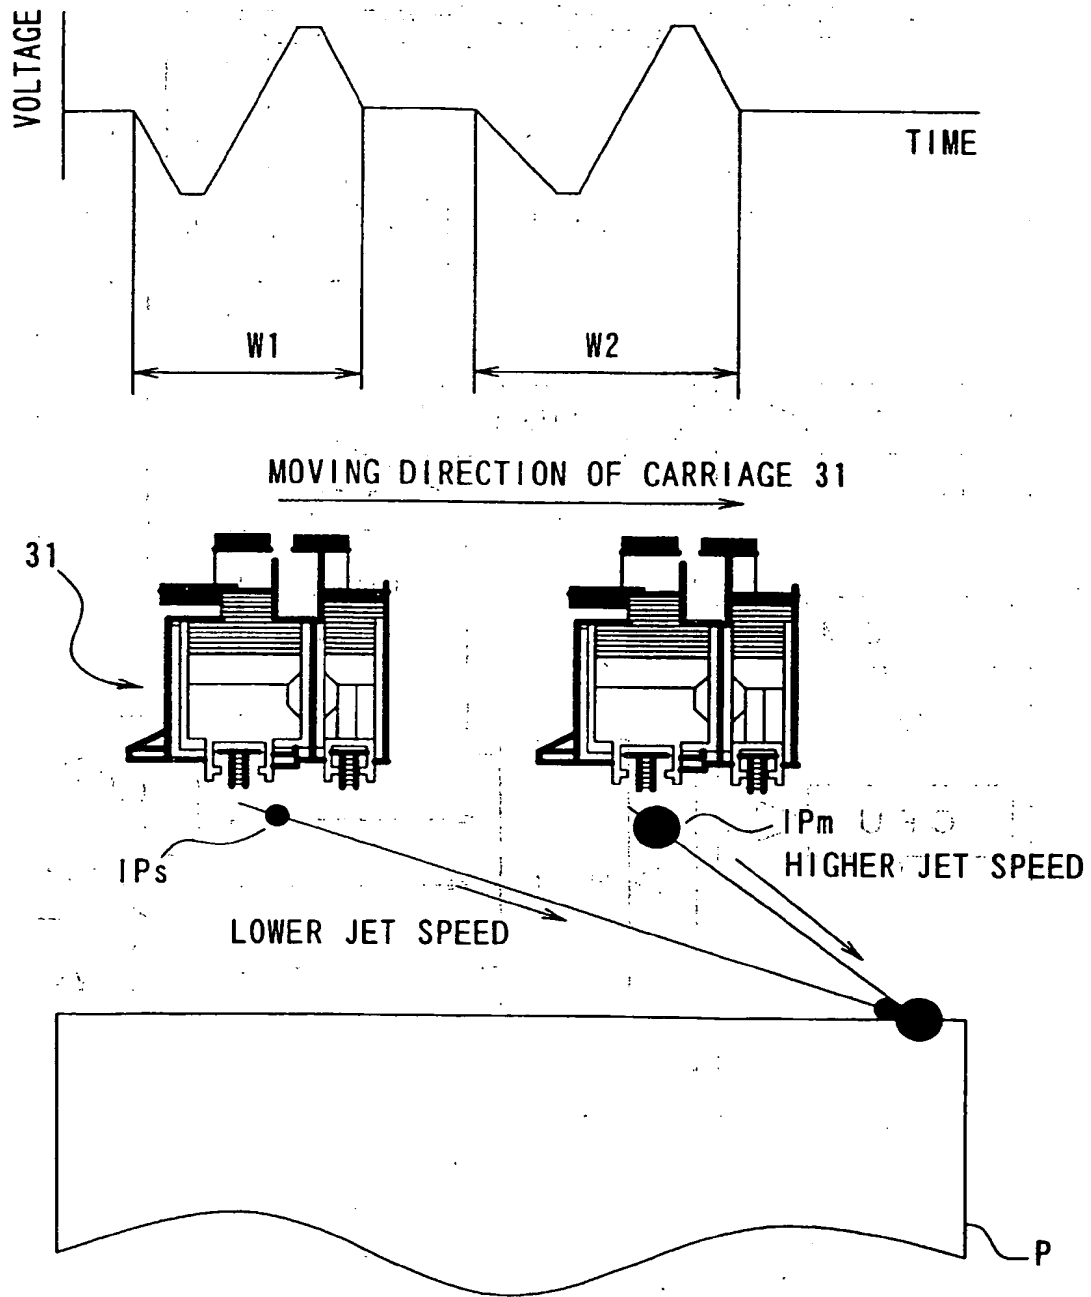 VOLTAGE
TIME
W1
W2
MOVING DIRECTION OF CARRIAGE 31
31
IPs
IPm
HIGHER JET SPEED
LOWER JET SPEED
P